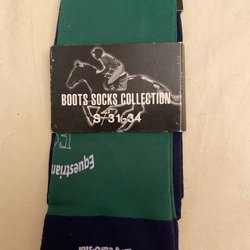 BOOTS SOCKS COLLECTION
S/31-34
Equestrian